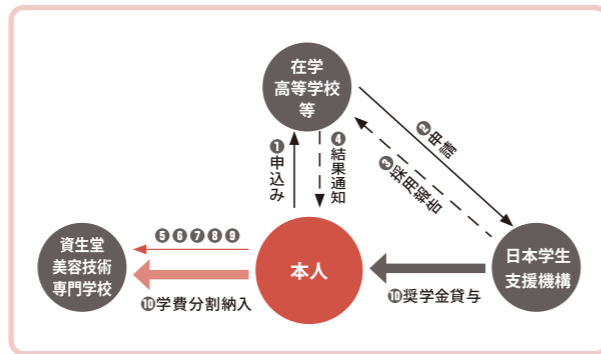 在学
高等学校
等
❶申込み
❹結果通知
❷申請
❸採用報告
❺❻❼❽❾
資生堂
美容技術
専門学校
本人
日本学生
支援機構
❿学費分割納入
❿奨学金貸与